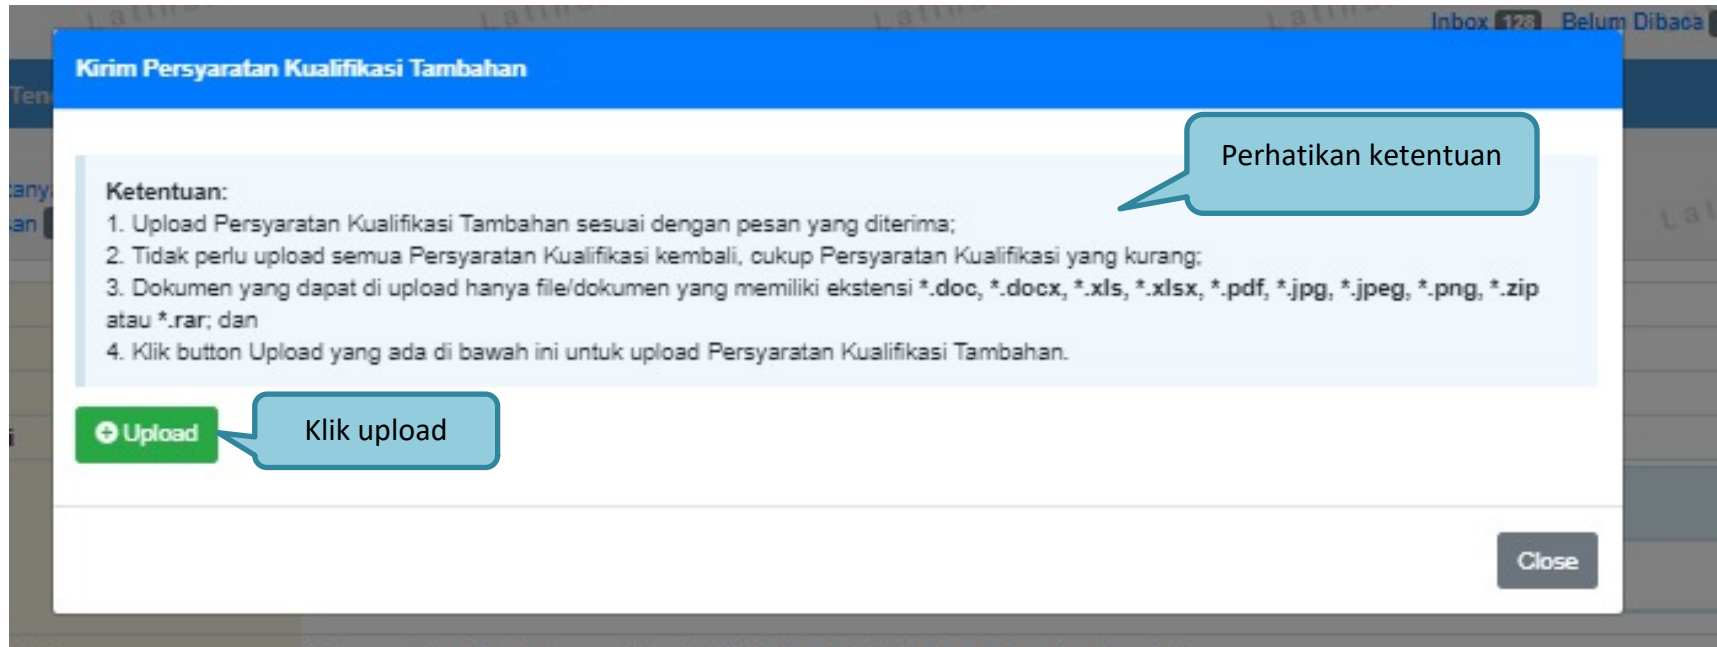 Inbox 128 Belum Dibaca
Kirim Persyaratan Kualifikasi Tambahan
Perhatikan ketentuan
Ketentuan:
1. Upload Persyaratan Kualifikasi Tambahan sesuai dengan pesan yang diterima;
2. Tidak perlu upload semua Persyaratan Kualifikasi kembali, cukup Persyaratan Kualifikasi yang kurang;
3. Dokumen yang dapat di upload hanya file/dokumen yang memiliki ekstensi *.doc, *.docx, *.xls, *.xlsx, *.pdf, *.jpg, *.jpeg, *.png, *.zip
atau *.rar; dan
4. Klik button Upload yang ada di bawah ini untuk upload Persyaratan Kualifikasi Tambahan.
Upload
Klik upload
Close